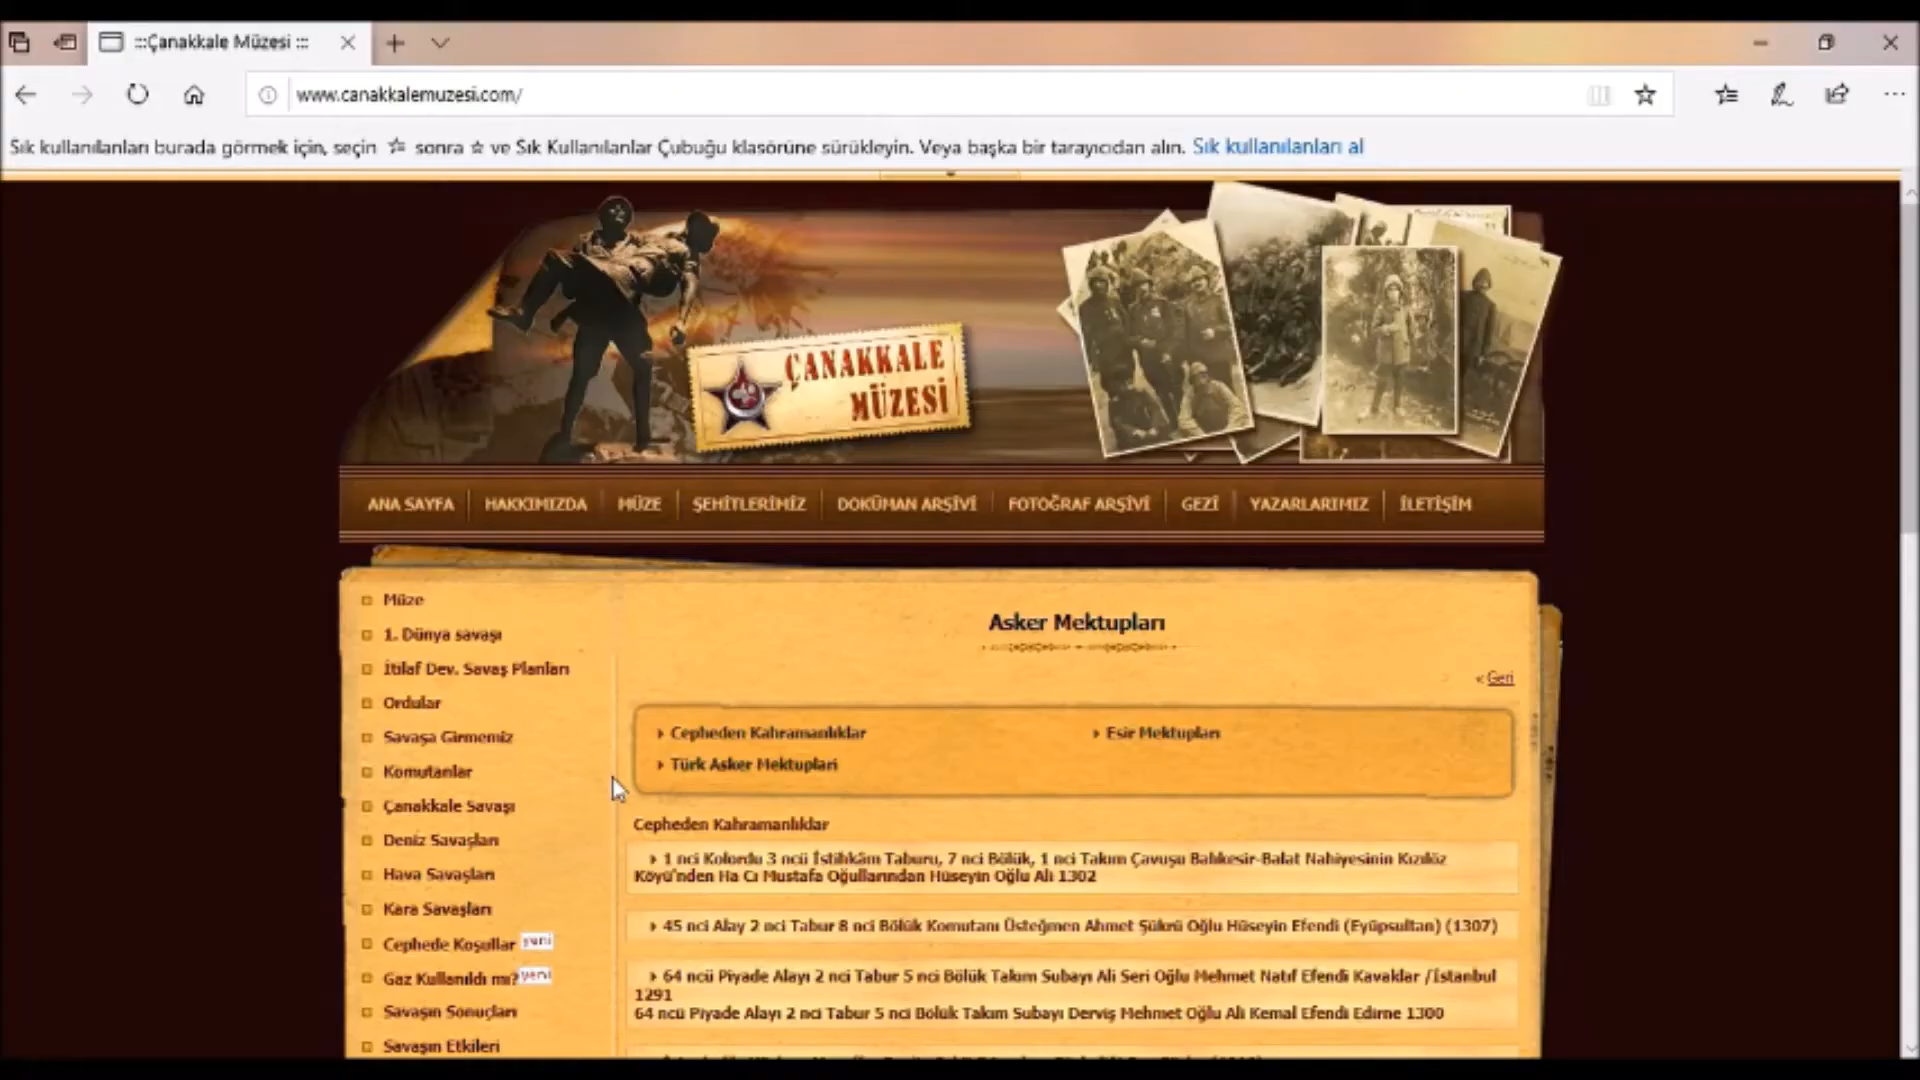 :::Çanakkale Müzesi :::
www.canakkalemuzesi.com/
Sık kullanılanları burada görmek için, seçin ☆ sonra ☆ ve Sık Kullanılanlar Çubuğu klasörüne sürükleyin. Veya başka bir tarayıcıdan alın. Sık kullanılanları al
ÇANAKKALE
MÜZESİ
ANA SAYFA HAKKIMIZDA MÜZE ŞEHİTLERİMİZ DOKÜMAN ARŞİVİ FOTOĞRAF ARŞİVİ GEZİ YAZARLARIMIZ İLETİŞİM
Müze
1. Dünya savaşı
İtilaf Dev. Savaş Planları
Ordular
Savaşa Girmemiz
Komutanlar
Çanakkale Savaşı
Deniz Savaşları
Hava Savaşları
Kara Savaşları
Cephede Koşullar yeni
Gaz Kullanıldı mı? yeni
Savaşın Sonuçları
Savaşın Etkileri
Asker Mektupları
« Geri
Cepheden Kahramanlıklar
Esir Mektupları
Türk Asker Mektuplari
Cepheden Kahramanlıklar
1 nci Kolordu 3 ncü İstihkâm Taburu, 7 nci Bölük, 1 nci Takım Çavuşu Balıkesir-Balat Nahiyesinin Kızılöz
Köyü'nden Ha Cı Mustafa Oğullarından Hüseyin Oğlu Ali 1302
45 nci Alay 2 nci Tabur 8 nci Bölük Komutanı Üsteğmen Ahmet Şükrü Oğlu Hüseyin Efendi (Eyüpsultan) (1307)
64 ncü Piyade Alayı 2 nci Tabur 5 nci Bölük Takım Subayı Ali Seri Oğlu Mehmet Natıf Efendi Kavaklar /İstanbul
1291
64 ncü Piyade Alayı 2 nci Tabur 5 nci Bölük Takım Subayı Derviş Mehmet Oğlu Ali Kemal Efendi Edirne 1300